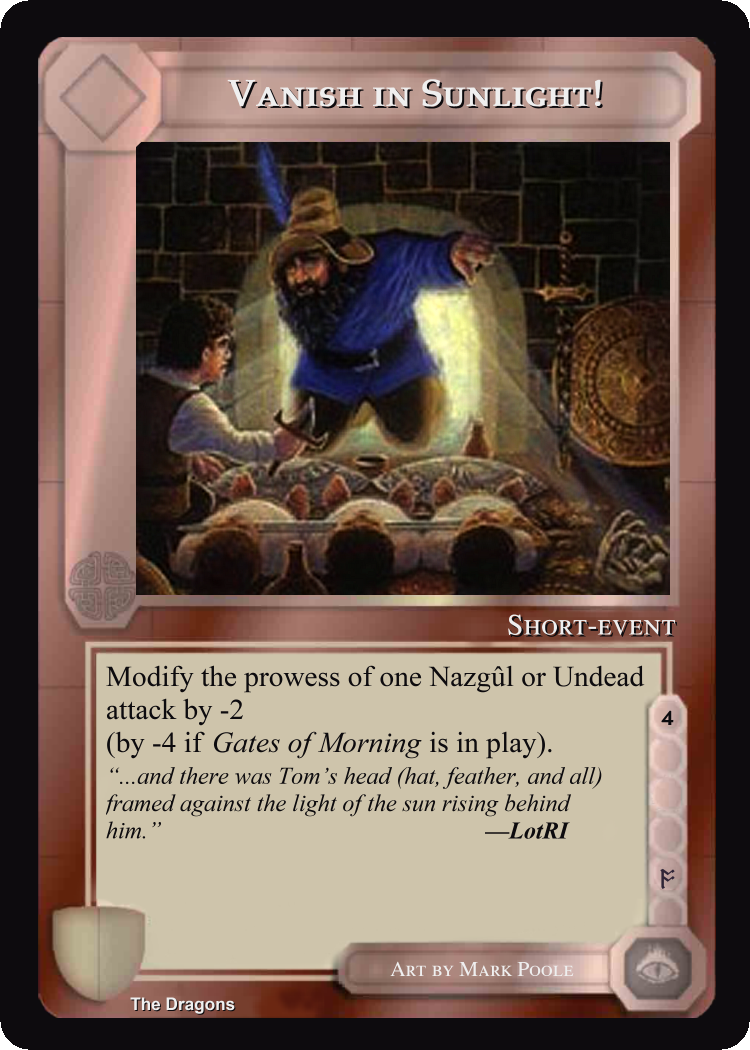 Vanish in Sunlight!
Short-event
Modify the prowess of one Nazgûl or Undead
attack by -2
(by -4 if Gates of Morning is in play).
“...and there was Tom’s head (hat, feather, and all)
framed against the light of the sun rising behind
him.” —LotRI
4
ᚩ
Art by Mark Poole
The Dragons